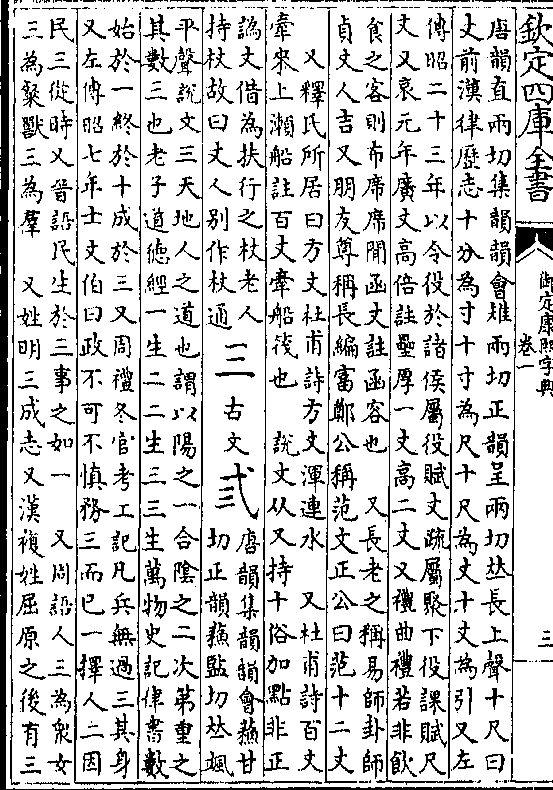 欽定四庫全書
御定康熙字典
卷一
三
唐韻直兩切集韻韻會雉兩切正韻呈兩切𠀤長上聲十尺曰
丈前漢律歷志十分為寸十寸為尺十尺為丈十丈為引又左
傳昭二十三年以令役於諸侯屬役賦丈疏屬聚下役課賦尺
丈又哀元年廣丈高倍註壘厚一丈高二丈又禮曲禮若非飲
食之客則布席席間函丈註函容也　又長老之稱易師卦師
貞丈人吉又朋友尊稱長編富鄭公稱范文正公曰范十二丈
又釋氏所居曰方丈杜甫詩方丈渾連水　又杜甫詩百丈
牽來上瀨船註百丈牽船筏也　說文从又持十俗加點非正
譌丈借為扶行之杖老人
持杖故曰丈人別作杖通
三 古文 弎
唐韻集韻韻會蘇甘
切正韻蘇監切𠀤颯
平聲說文三天地人之道也謂以陽之一合陰之二次第重之
其數三也老子道德經一生二二生三三生萬物史記律書數
始於一終於十成於三又周禮冬官考工記凡兵無過三其身
又左傳昭七年士文伯曰政不可不慎務三而已一擇人二因
民三從時又晉語民生於三事之如一　又周語人三為衆女
三為粲獸三為羣　又姓明三成志又漢複姓屈原之後有三